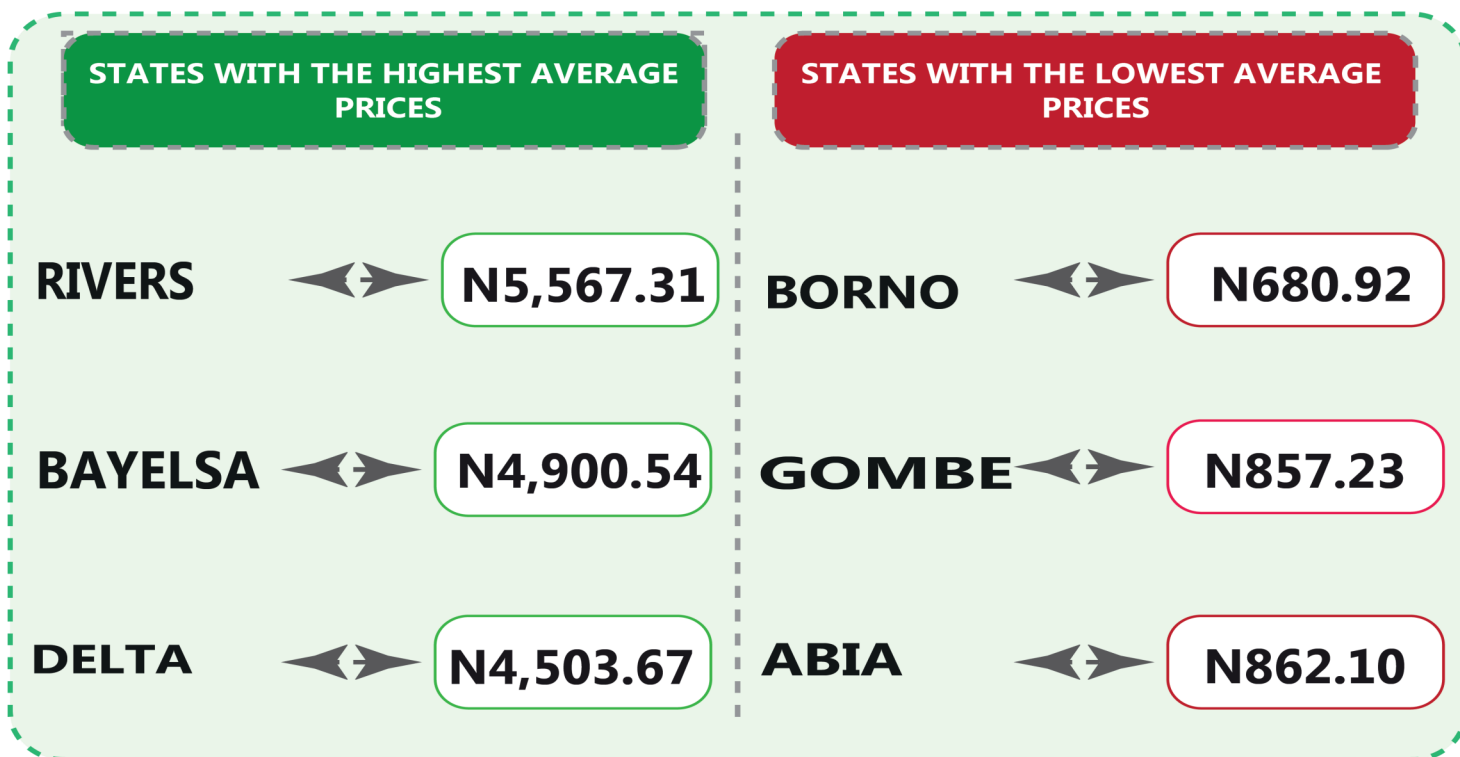 STATES WITH THE HIGHEST AVERAGE
PRICES
RIVERS N5,567.31
BAYELSA N4,900.54
DELTA N4,503.67
STATES WITH THE LOWEST AVERAGE
PRICES
BORNO N680.92
GOMBE N857.23
ABIA N862.10